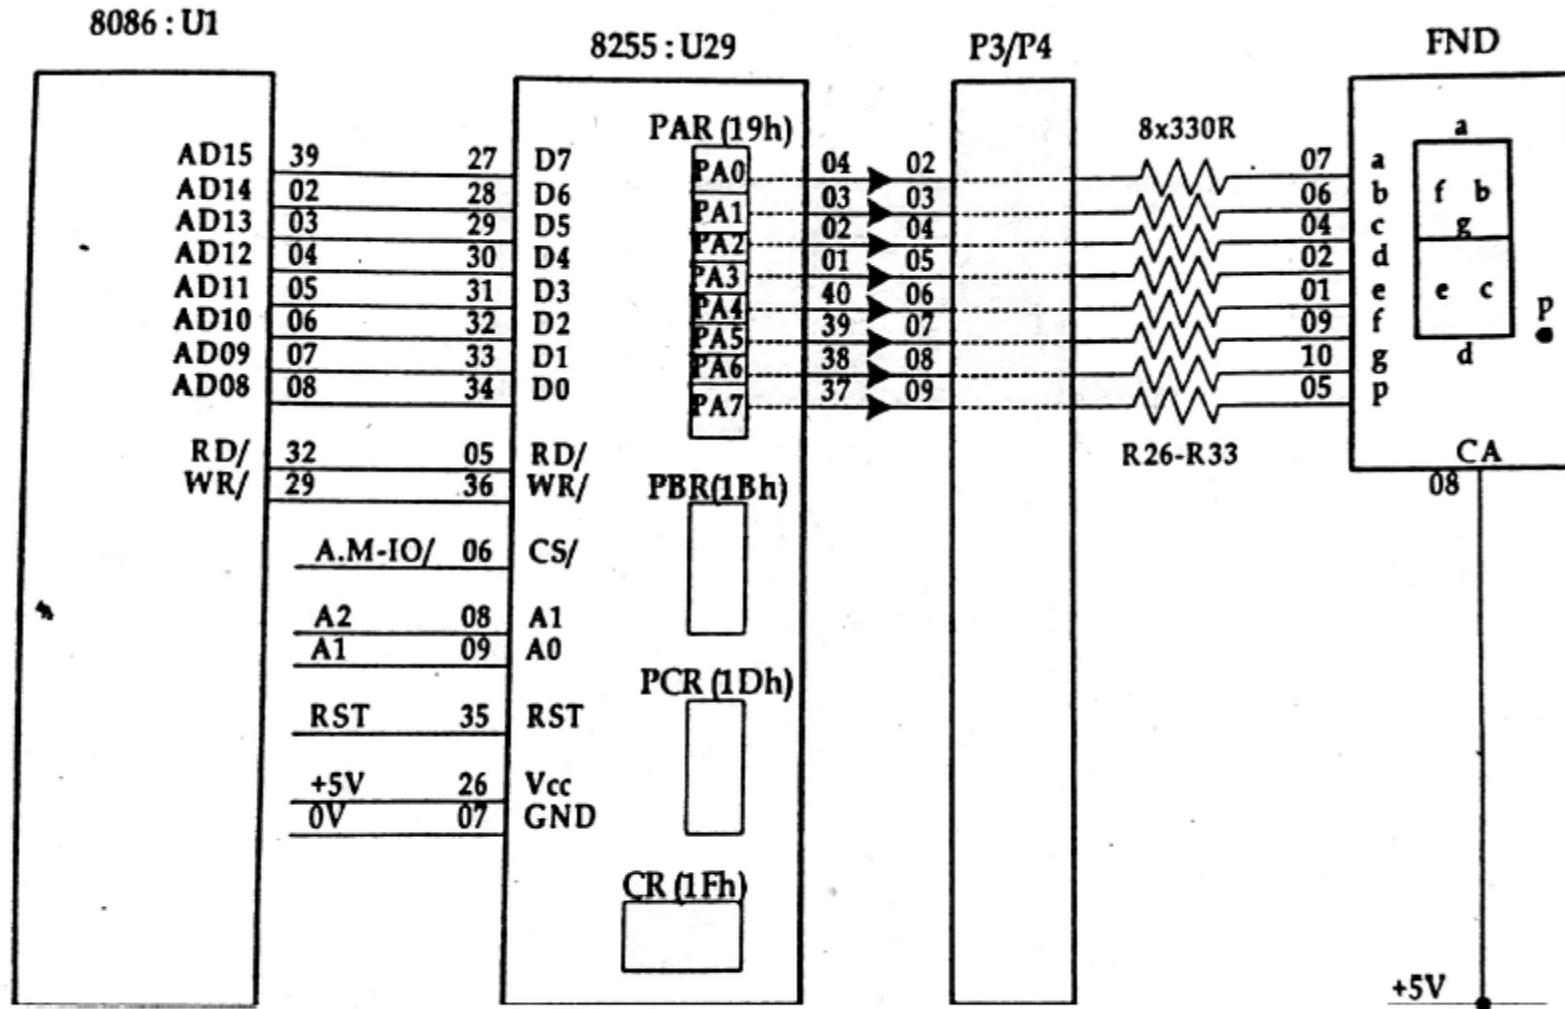 8086 : U1
8255 : U29
P3/P4
FND
PAR (19h)
8x330R
a
AD15 39 27 D7 PA0 04 02 07 a
AD14 02 28 D6 PA1 03 03 06 b f b
AD13 03 29 D5 PA2 02 04 04 c g
AD12 04 30 D4 PA3 01 05 02 d
AD11 05 31 D3 PA4 40 06 01 e e c p
AD10 06 32 D2 PA5 39 07 09 f
AD09 07 33 D1 PA6 38 08 10 g d
AD08 08 34 D0 PA7 37 09 05 p
RD/ 32 05 RD/ R26-R33 CA
WR/ 29 36 WR/ PBR(1Bh) 08
A.M-IO/ 06 CS/
A2 08 A1
A1 09 A0
PCR (1Dh)
RST 35 RST
+5V 26 Vcc
0V 07 GND
CR (1Fh)
+5V